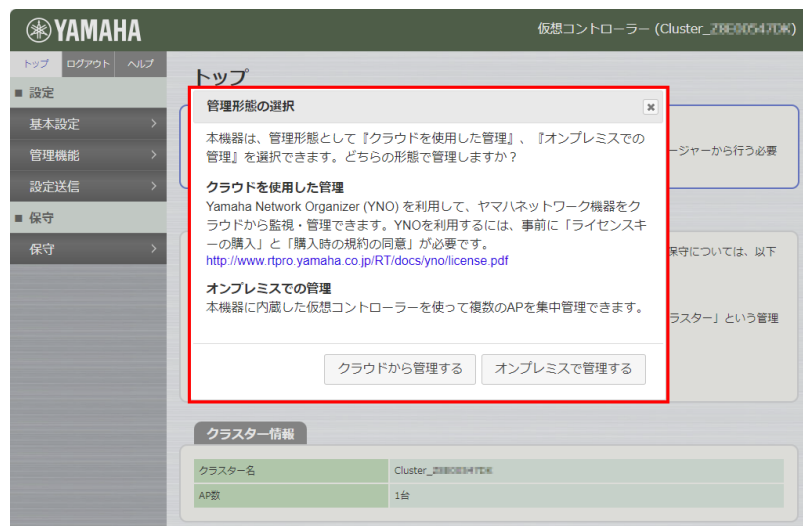 YAMAHA
仮想コントローラー (Cluster_
トップ ログアウト ヘルプ
トップ
■ 設定
基本設定
管理機能
設定送信
■ 保守
保守
管理形態の選択
本機器は、管理形態として『クラウドを使用した管理』、『オンプレミスでの
管理』を選択できます。どちらの形態で管理しますか？
クラウドを使用した管理
Yamaha Network Organizer (YNO) を利用して、ヤマハネットワーク機器をク
ラウドから監視・管理できます。YNOを利用するには、事前に「ライセンスキ
ーの購入」と「購入時の規約の同意」が必要です。
http://www.rtpro.yamaha.co.jp/RT/docs/yno/license.pdf
オンプレミスでの管理
本機器に内蔵した仮想コントローラーを使って複数のAPを集中管理できます。
クラウドから管理する オンプレミスで管理する
ージャーから行う必要
保守については、以下
ラスター」という管理
クラスター情報
クラスター名 Cluster_
AP数 1台